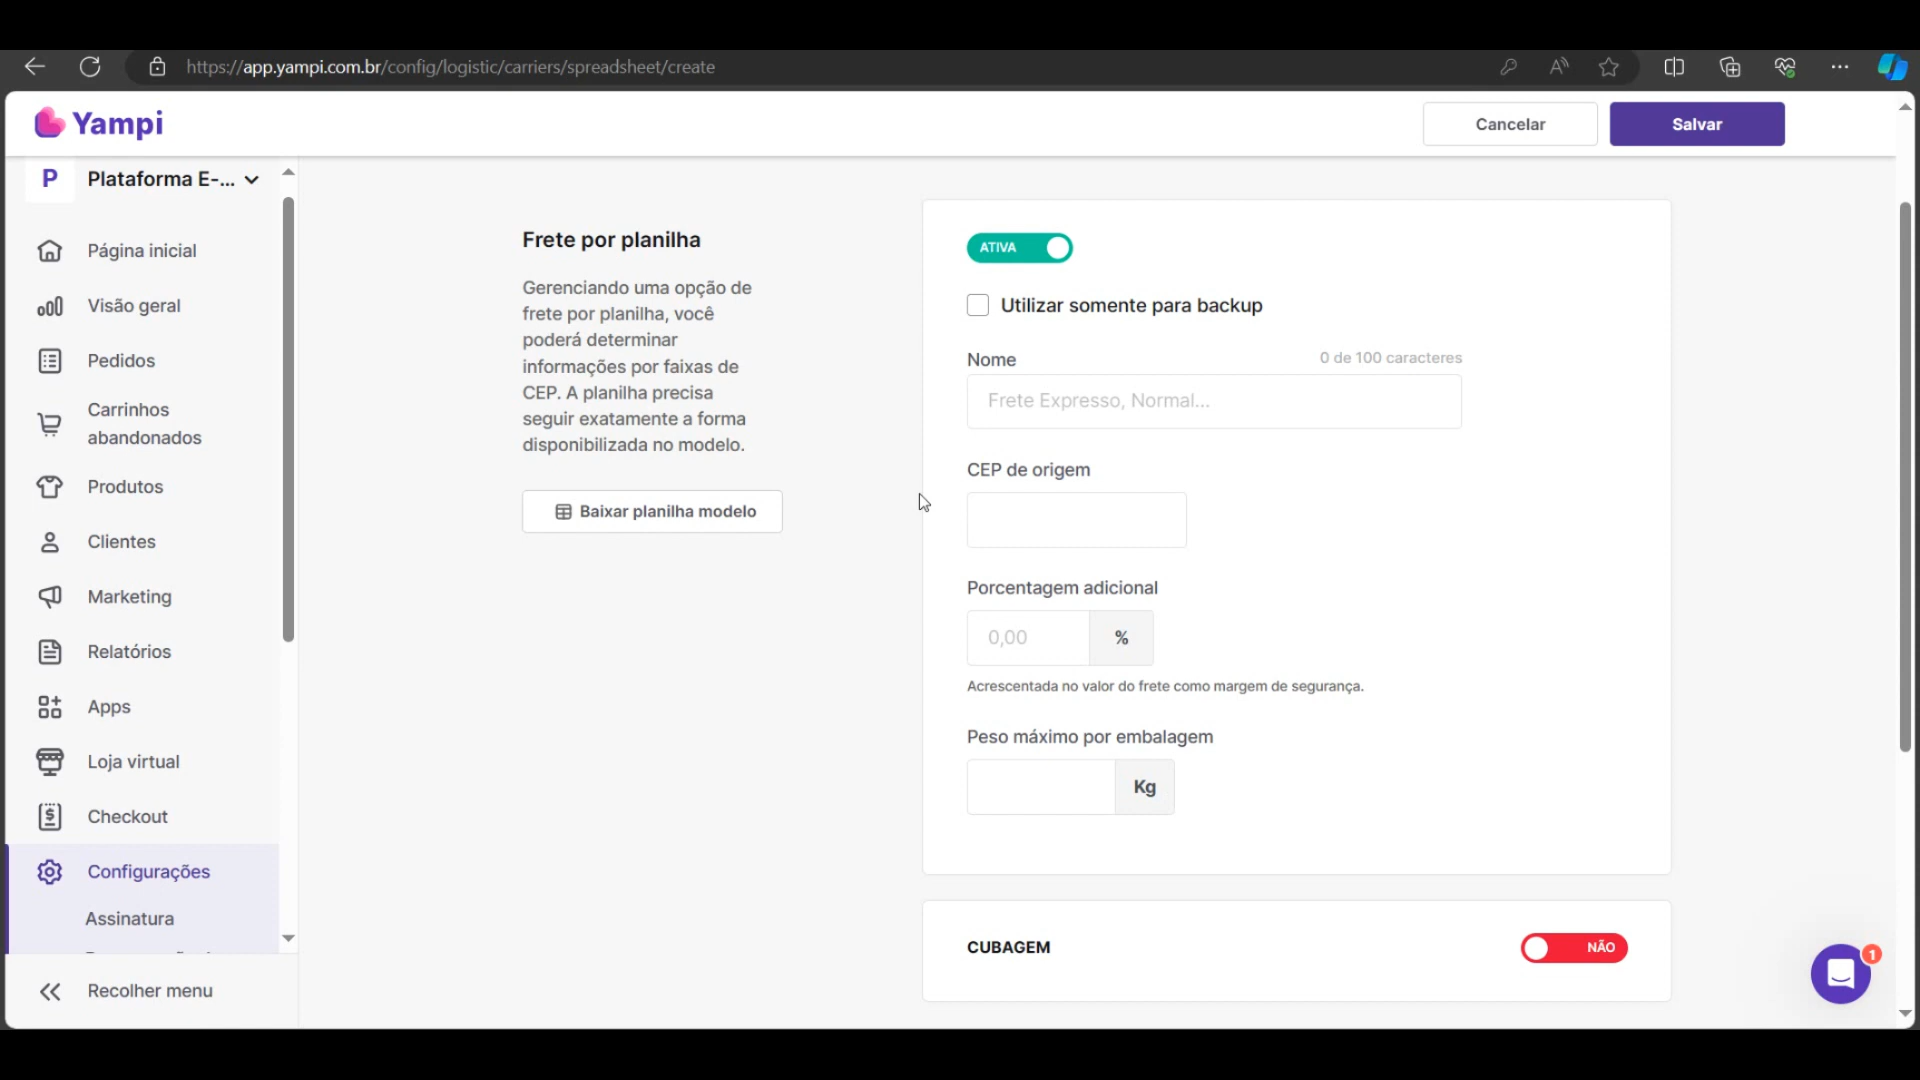 https://app.yampi.com.br/config/logistic/carriers/spreadsheet/create
Yampi
Cancelar
Salvar
P Plataforma E-...
Página inicial
Visão geral
Pedidos
Carrinhos
abandonados
Produtos
Clientes
Marketing
Relatórios
Apps
Loja virtual
Checkout
Configurações
Assinatura
Recolher menu
Frete por planilha
Gerenciando uma opção de
frete por planilha, você
poderá determinar
informações por faixas de
CEP. A planilha precisa
seguir exatamente a forma
disponibilizada no modelo.
Baixar planilha modelo
ATIVA
Utilizar somente para backup
Nome
0 de 100 caracteres
Frete Expresso, Normal...
CEP de origem
Porcentagem adicional
0,00 %
Acrescentada no valor do frete como margem de segurança.
Peso máximo por embalagem
Kg
CUBAGEM
NÃO
1